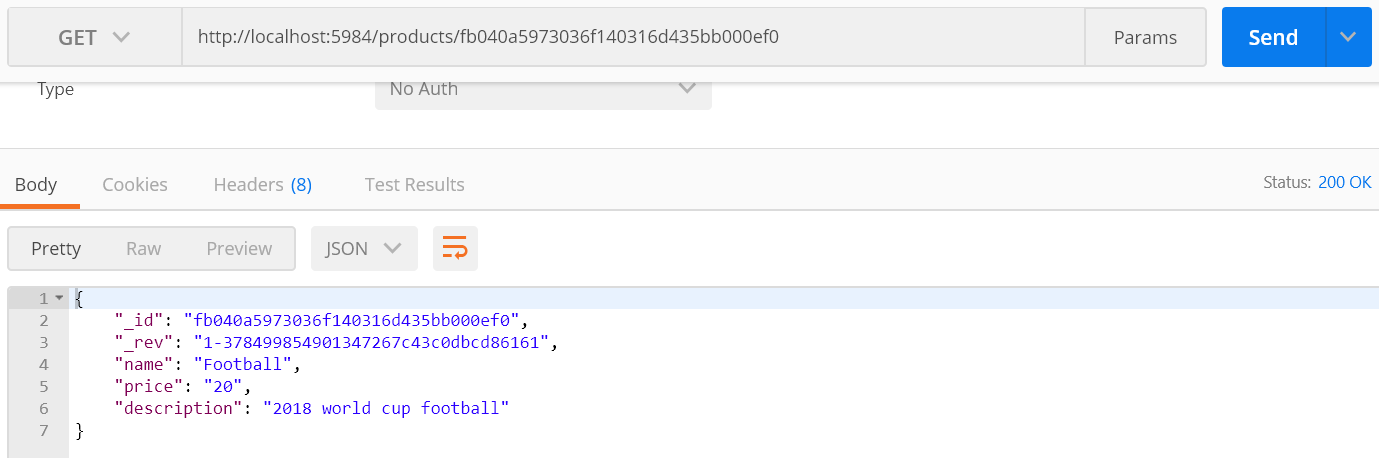 GET http://localhost:5984/products/fb040a5973036f140316d435bb000ef0 Params Send
Type No Auth
Body Cookies Headers (8) Test Results Status: 200 OK
Pretty Raw Preview JSON
1 {
2 "_id": "fb040a5973036f140316d435bb000ef0",
3 "_rev": "1-378499854901347267c43c0dbcd86161",
4 "name": "Football",
5 "price": "20",
6 "description": "2018 world cup football"
7 }